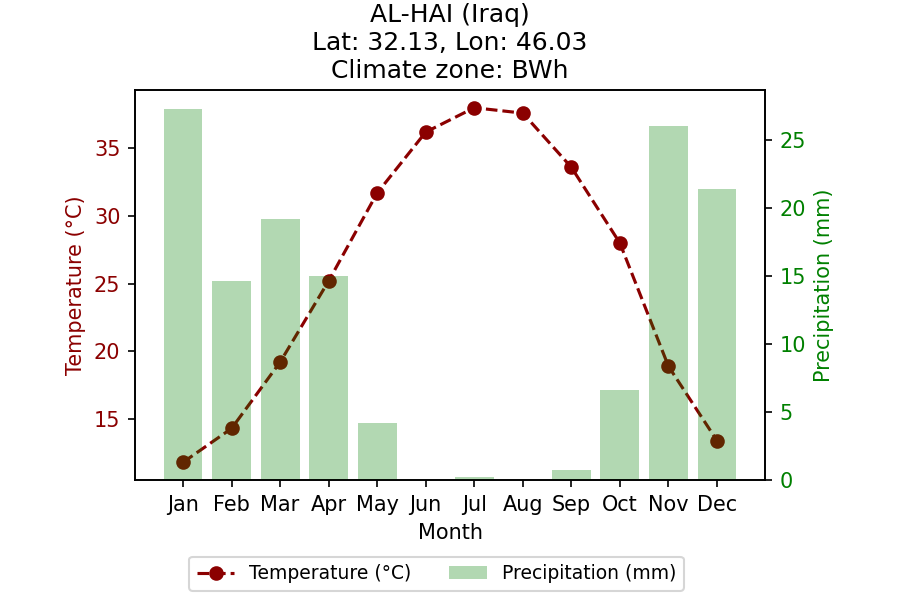 AL-HAI (Iraq)
Lat: 32.13, Lon: 46.03
Climate zone: BWh
35
30
25
20
15
Temperature (°C)
25
20
15
10
5
0
Precipitation (mm)
Jan Feb Mar Apr May Jun Jul Aug Sep Oct Nov Dec
Month
Temperature (°C) Precipitation (mm)